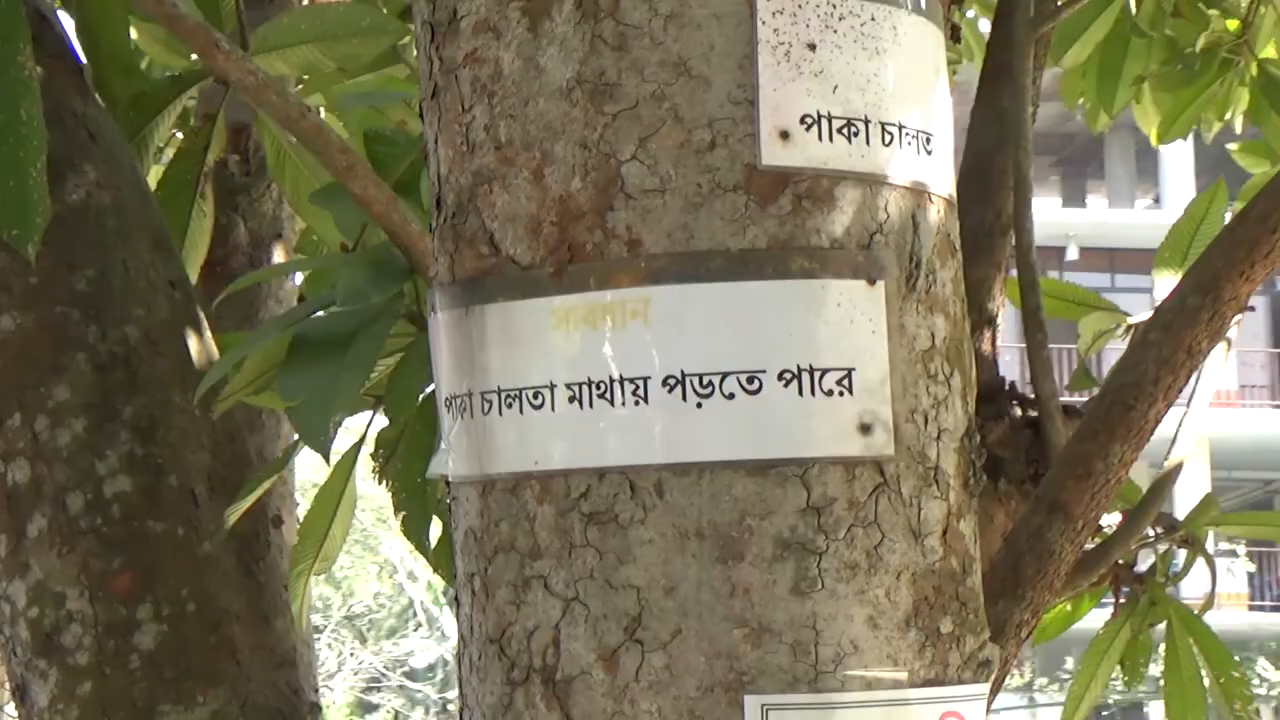 পাকা চালত
সাবধান
পাকা চালতা মাথায় পড়তে পারে